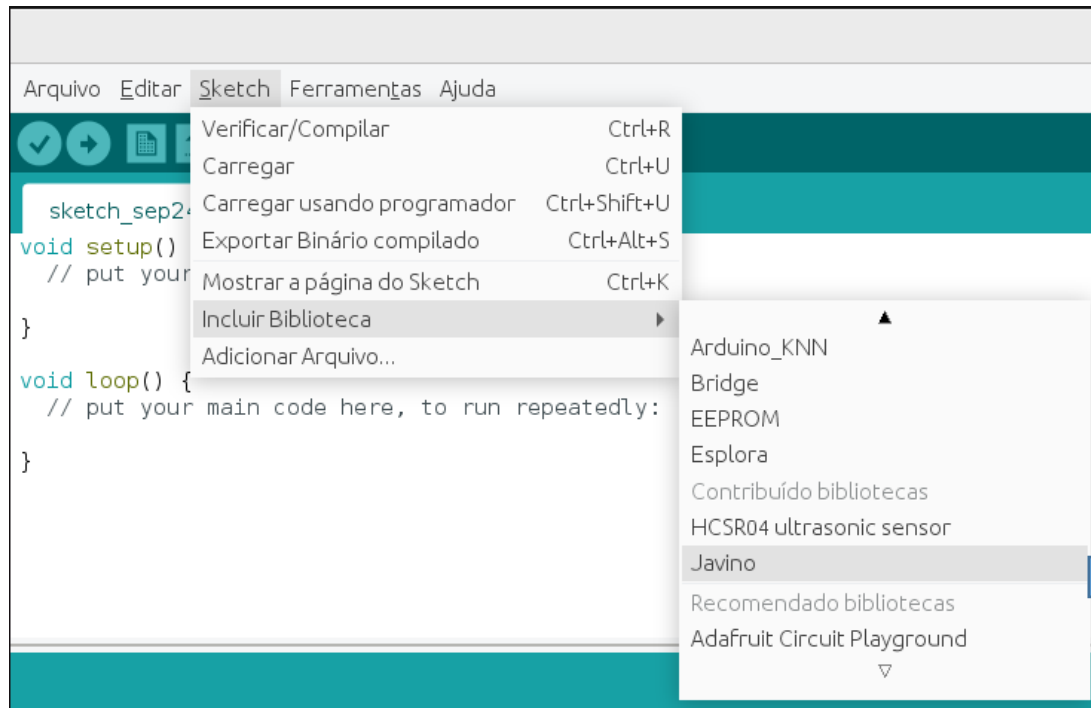 Arquivo Editar Sketch Ferramentas Ajuda
Verificar/Compilar Ctrl+R
Carregar Ctrl+U
Carregar usando programador Ctrl+Shift+U
Exportar Binário compilado Ctrl+Alt+S
Mostrar a página do Sketch Ctrl+K
Incluir Biblioteca
Adicionar Arquivo...
Arduino_KNN
Bridge
EEPROM
Esplora
Contribuído bibliotecas
HCSR04 ultrasonic sensor
Javino
Recomendado bibliotecas
Adafruit Circuit Playground
sketch_sep24
void setup()
// put your
}
void loop() {
// put your main code here, to run repeatedly:
}